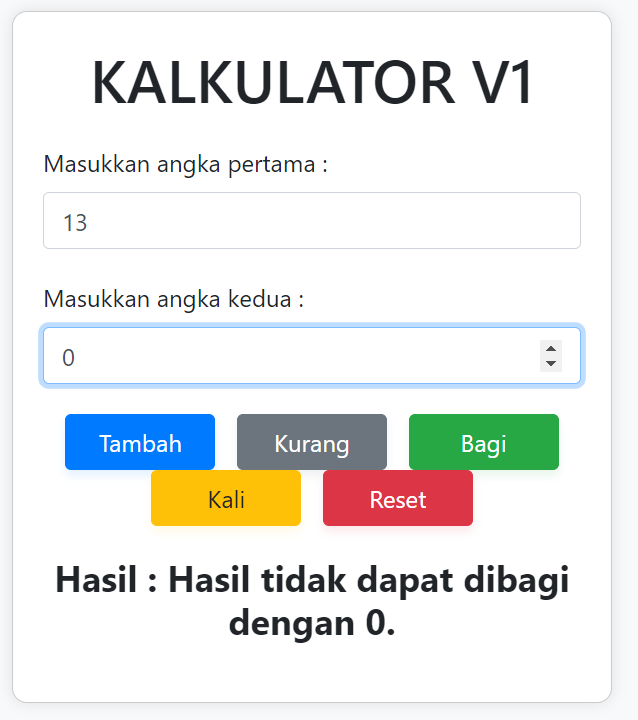 KALKULATOR V1
Masukkan angka pertama :
13
Masukkan angka kedua :
0
Tambah Kurang Bagi
Kali Reset
Hasil : Hasil tidak dapat dibagi
dengan 0.